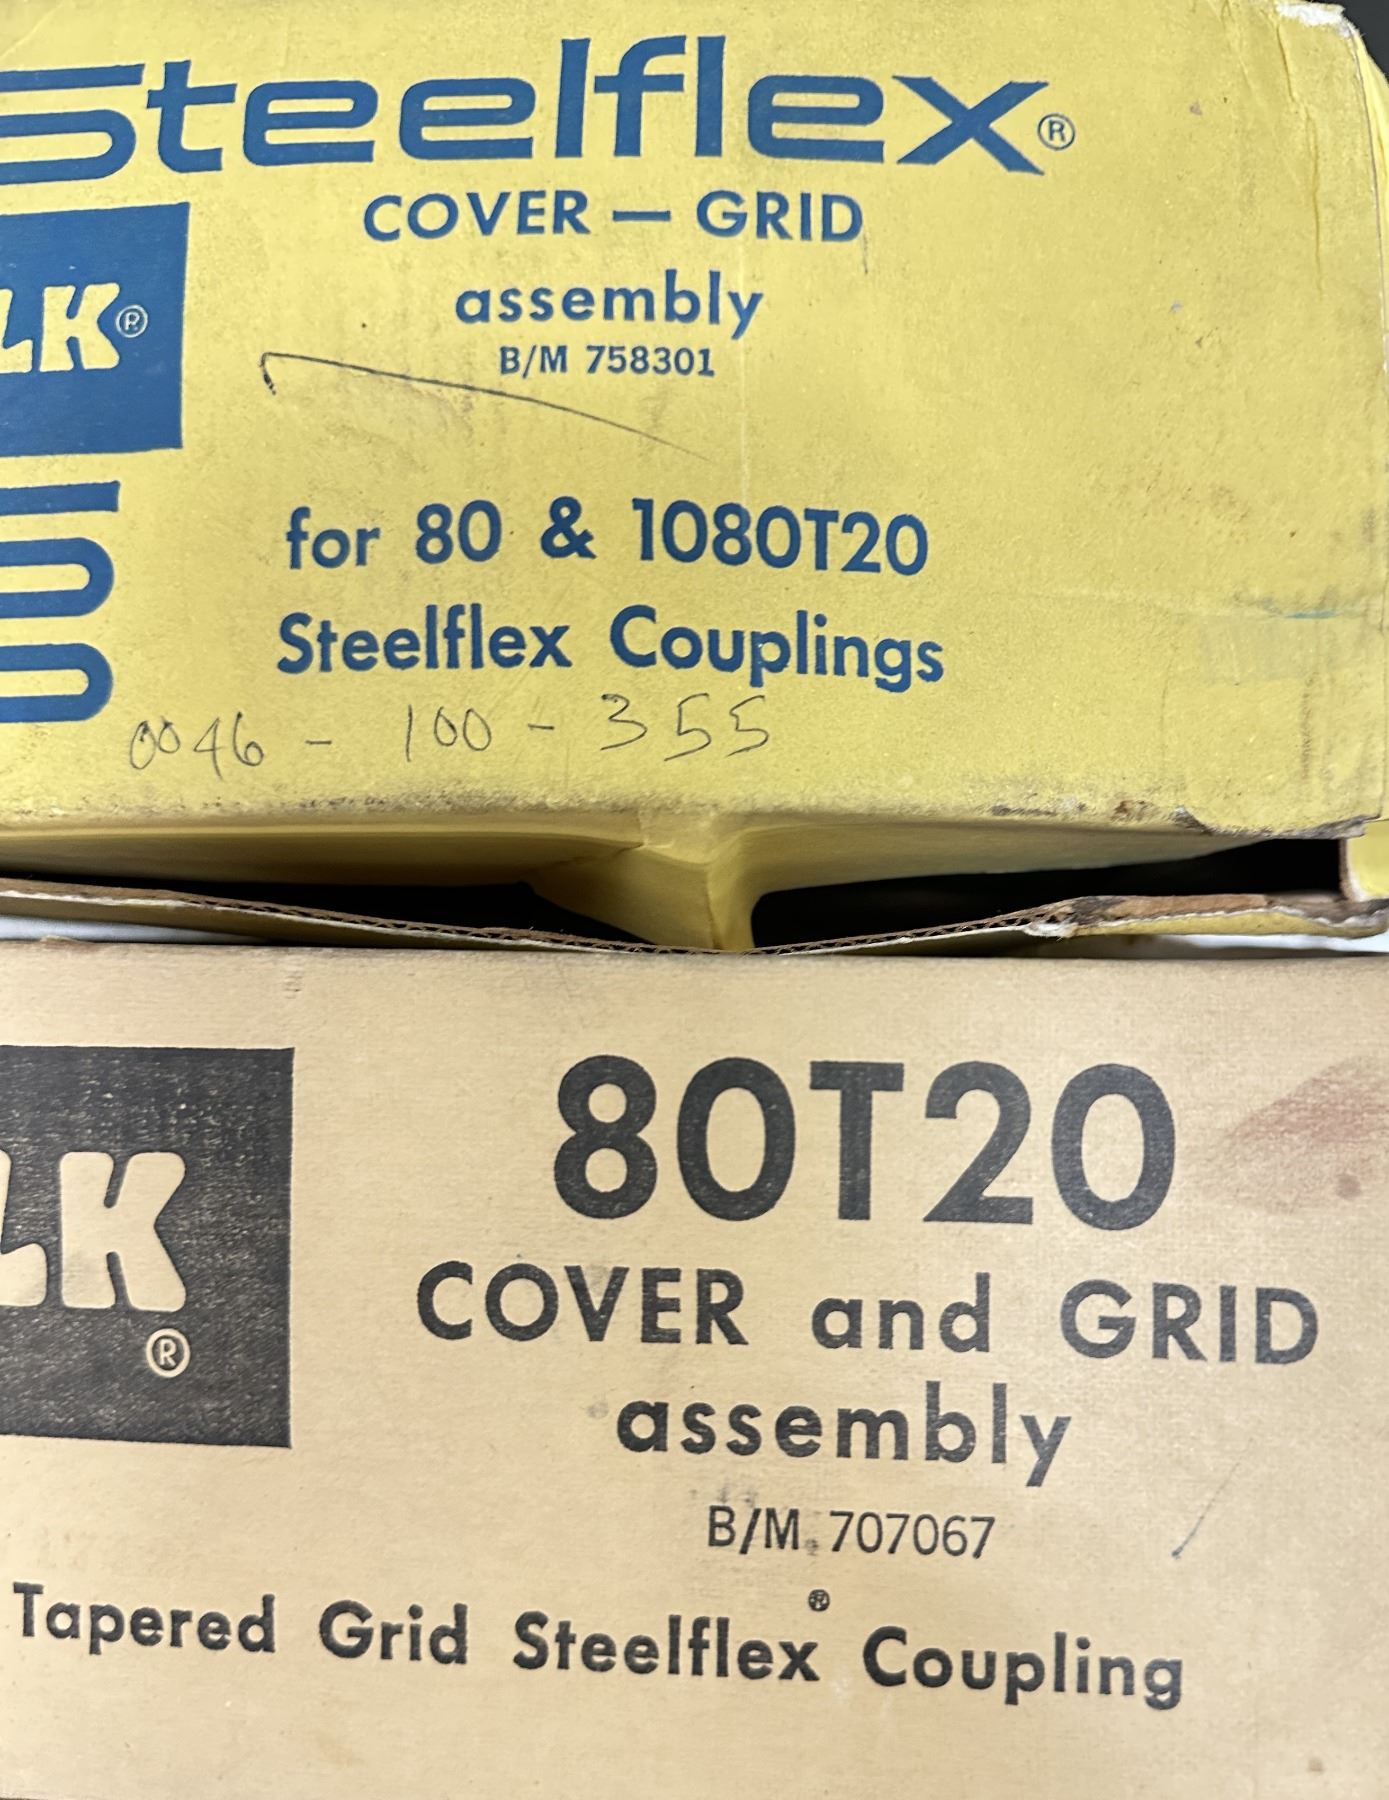 Steelflex®
COVER — GRID
LK®
assembly
B/M 758301
for 80 & 1080T20
Steelflex Couplings
0046 - 100 - 355
80T20
LK
®
COVER and GRID
assembly
B/M. 707067
Tapered Grid Steelflex® Coupling